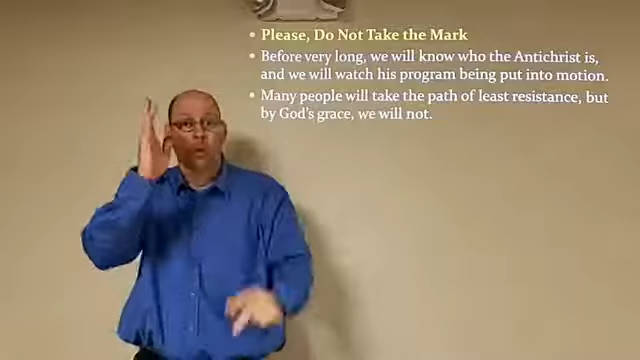 • Please, Do Not Take the Mark
• Before very long, we will know who the Antichrist is,
and we will watch his program being put into motion.
• Many people will take the path of least resistance, but
by God's grace, we will not.